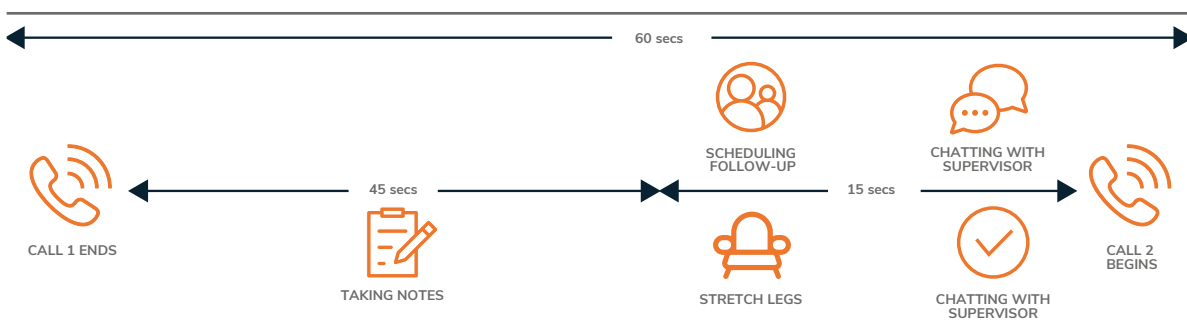 60 secs
SCHEDULING
FOLLOW-UP
CHATTING WITH
SUPERVISOR
45 secs
15 secs
CALL 1 ENDS
TAKING NOTES
STRETCH LEGS
CHATTING WITH
SUPERVISOR
CALL 2
BEGINS